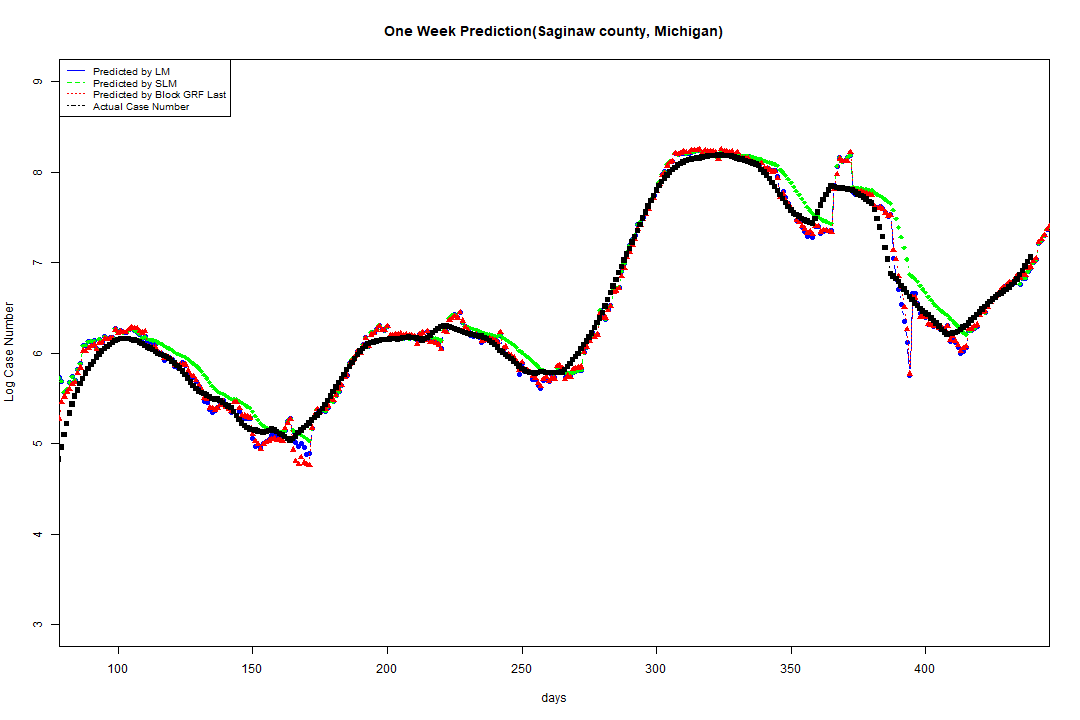 One Week Prediction(Saginaw county, Michigan)
Predicted by LM
Predicted by SLM
Predicted by Block GRF Last
Actual Case Number
Log Case Number
9
8
7
6
5
4
3
100 150 200 250 300 350 400
days